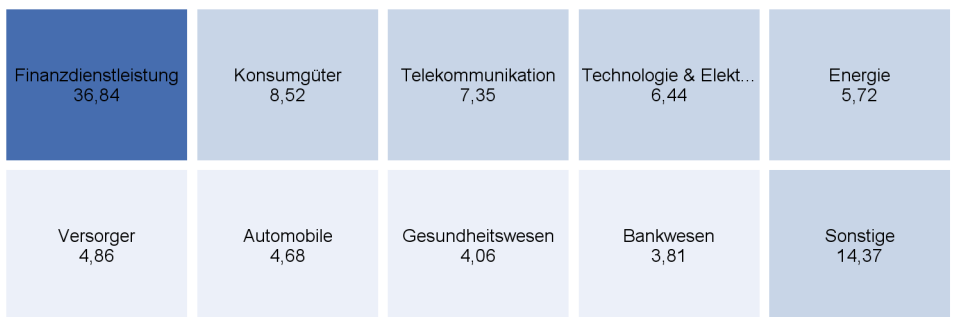 Finanzdienstleistung
36,84
Konsumgüter
8,52
Telekommunikation
7,35
Technologie & Elekt...
6,44
Energie
5,72
Versorger
4,86
Automobile
4,68
Gesundheitswesen
4,06
Bankwesen
3,81
Sonstige
14,37